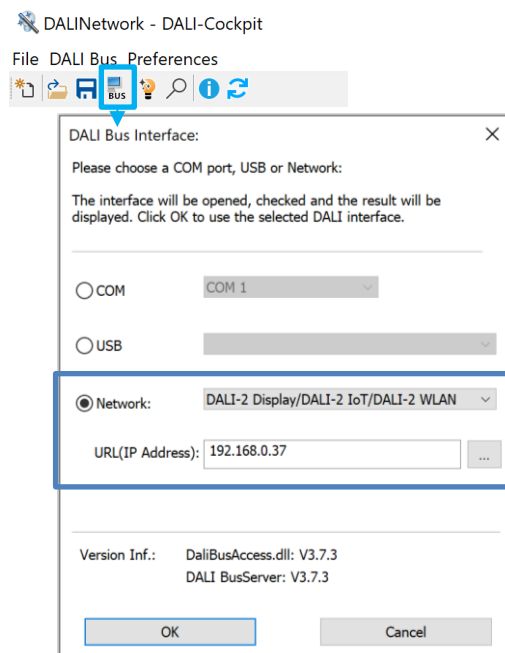 DALINetwork - DALI-Cockpit
File DALI Bus Preferences
BUS
DALI Bus Interface:
Please choose a COM port, USB or Network:
The interface will be opened, checked and the result will be
displayed. Click OK to use the selected DALI interface.
COM COM 1
USB
Network: DALI-2 Display/DALI-2 IoT/DALI-2 WLAN
URL(IP Address): 192.168.0.37 ...
Version Inf.: DaliBusAccess.dll: V3.7.3
DALI BusServer: V3.7.3
OK Cancel